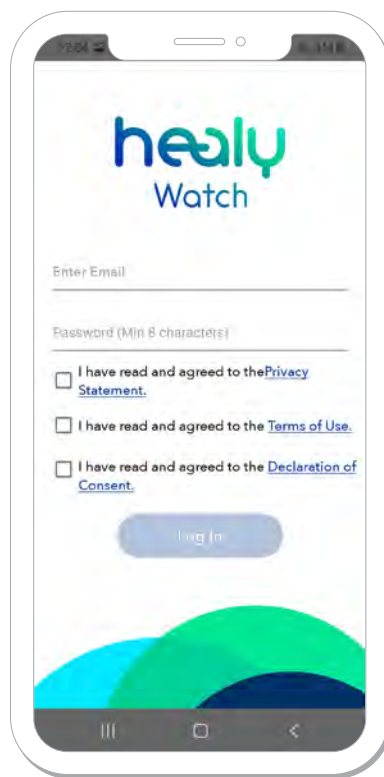 healy
Watch
Enter Email
Password (Min 8 characters)
I have read and agreed to thePrivacy
Statement.
I have read and agreed to the Terms of Use.
I have read and agreed to the Declaration of
Consent.
Log In